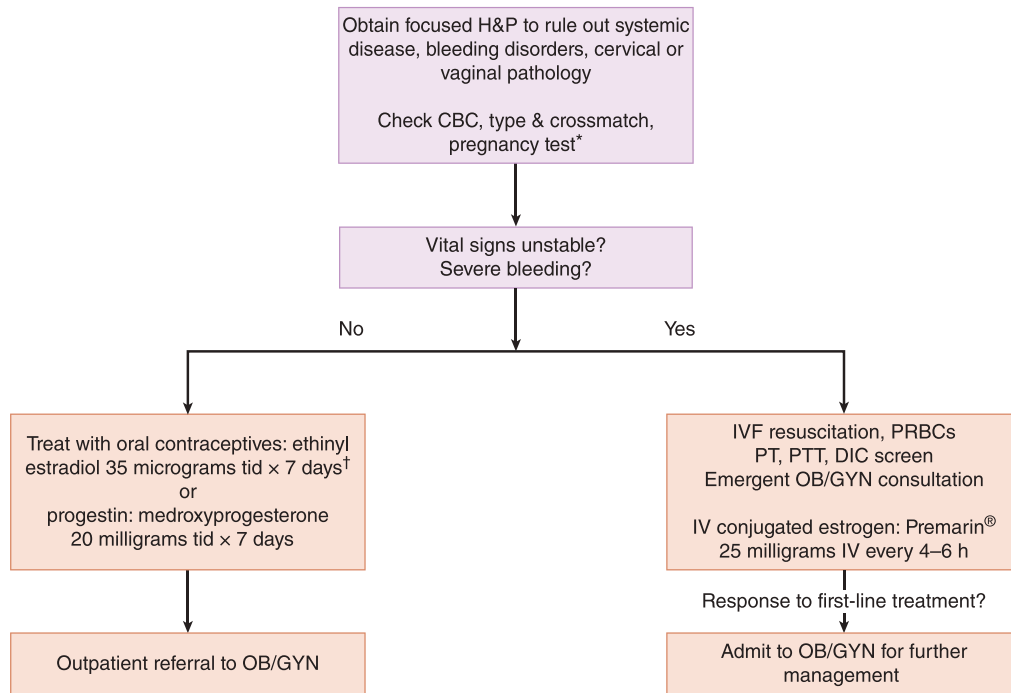 Obtain focused H&P to rule out systemic
disease, bleeding disorders, cervical or
vaginal pathology
Check CBC, type & crossmatch,
pregnancy test*
Vital signs unstable?
Severe bleeding?
No
Yes
Treat with oral contraceptives: ethinyl
estradiol 35 micrograms tid × 7 days†
or
progestin: medroxyprogesterone
20 milligrams tid × 7 days
IVF resuscitation, PRBCs
PT, PTT, DIC screen
Emergent OB/GYN consultation
IV conjugated estrogen: Premarin®
25 milligrams IV every 4–6 h
Response to first-line treatment?
Outpatient referral to OB/GYN
Admit to OB/GYN for further
management